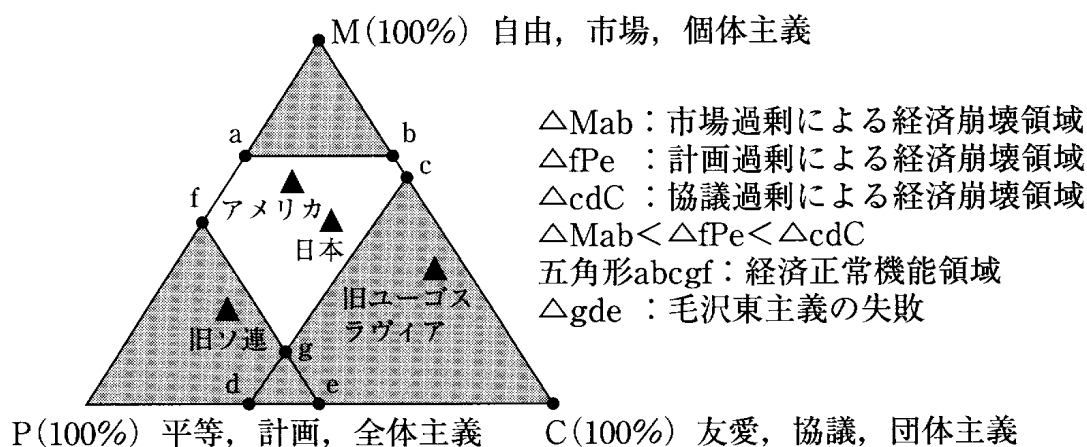 M(100%) 自由，市場，個体主義
a
b
c
f
アメリカ
日本
旧ユーゴス
ラヴィア
旧ソ連
g
d
e
△Mab：市場過剰による経済崩壊領域
△fPe ：計画過剰による経済崩壊領域
△cdC：協議過剰による経済崩壊領域
△Mab＜△fPe＜△cdC
五角形abcgf：経済正常機能領域
△gde ：毛沢東主義の失敗
P(100%) 平等，計画，全体主義
C(100%) 友愛，協議，団体主義